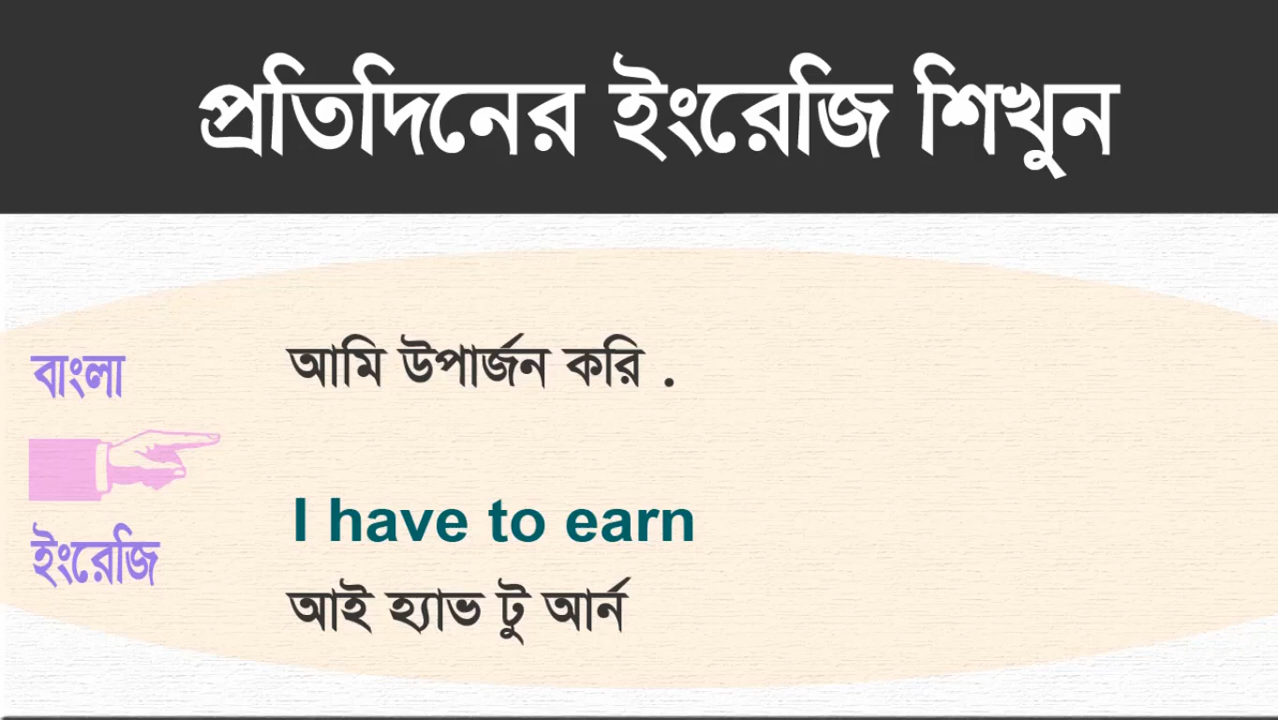 প্রতিদিনের ইংরেজি শিখুন
বাংলা
আমি উপার্জন করি .
I have to earn
ইংরেজি
আই হ্যাভ টু আর্ন